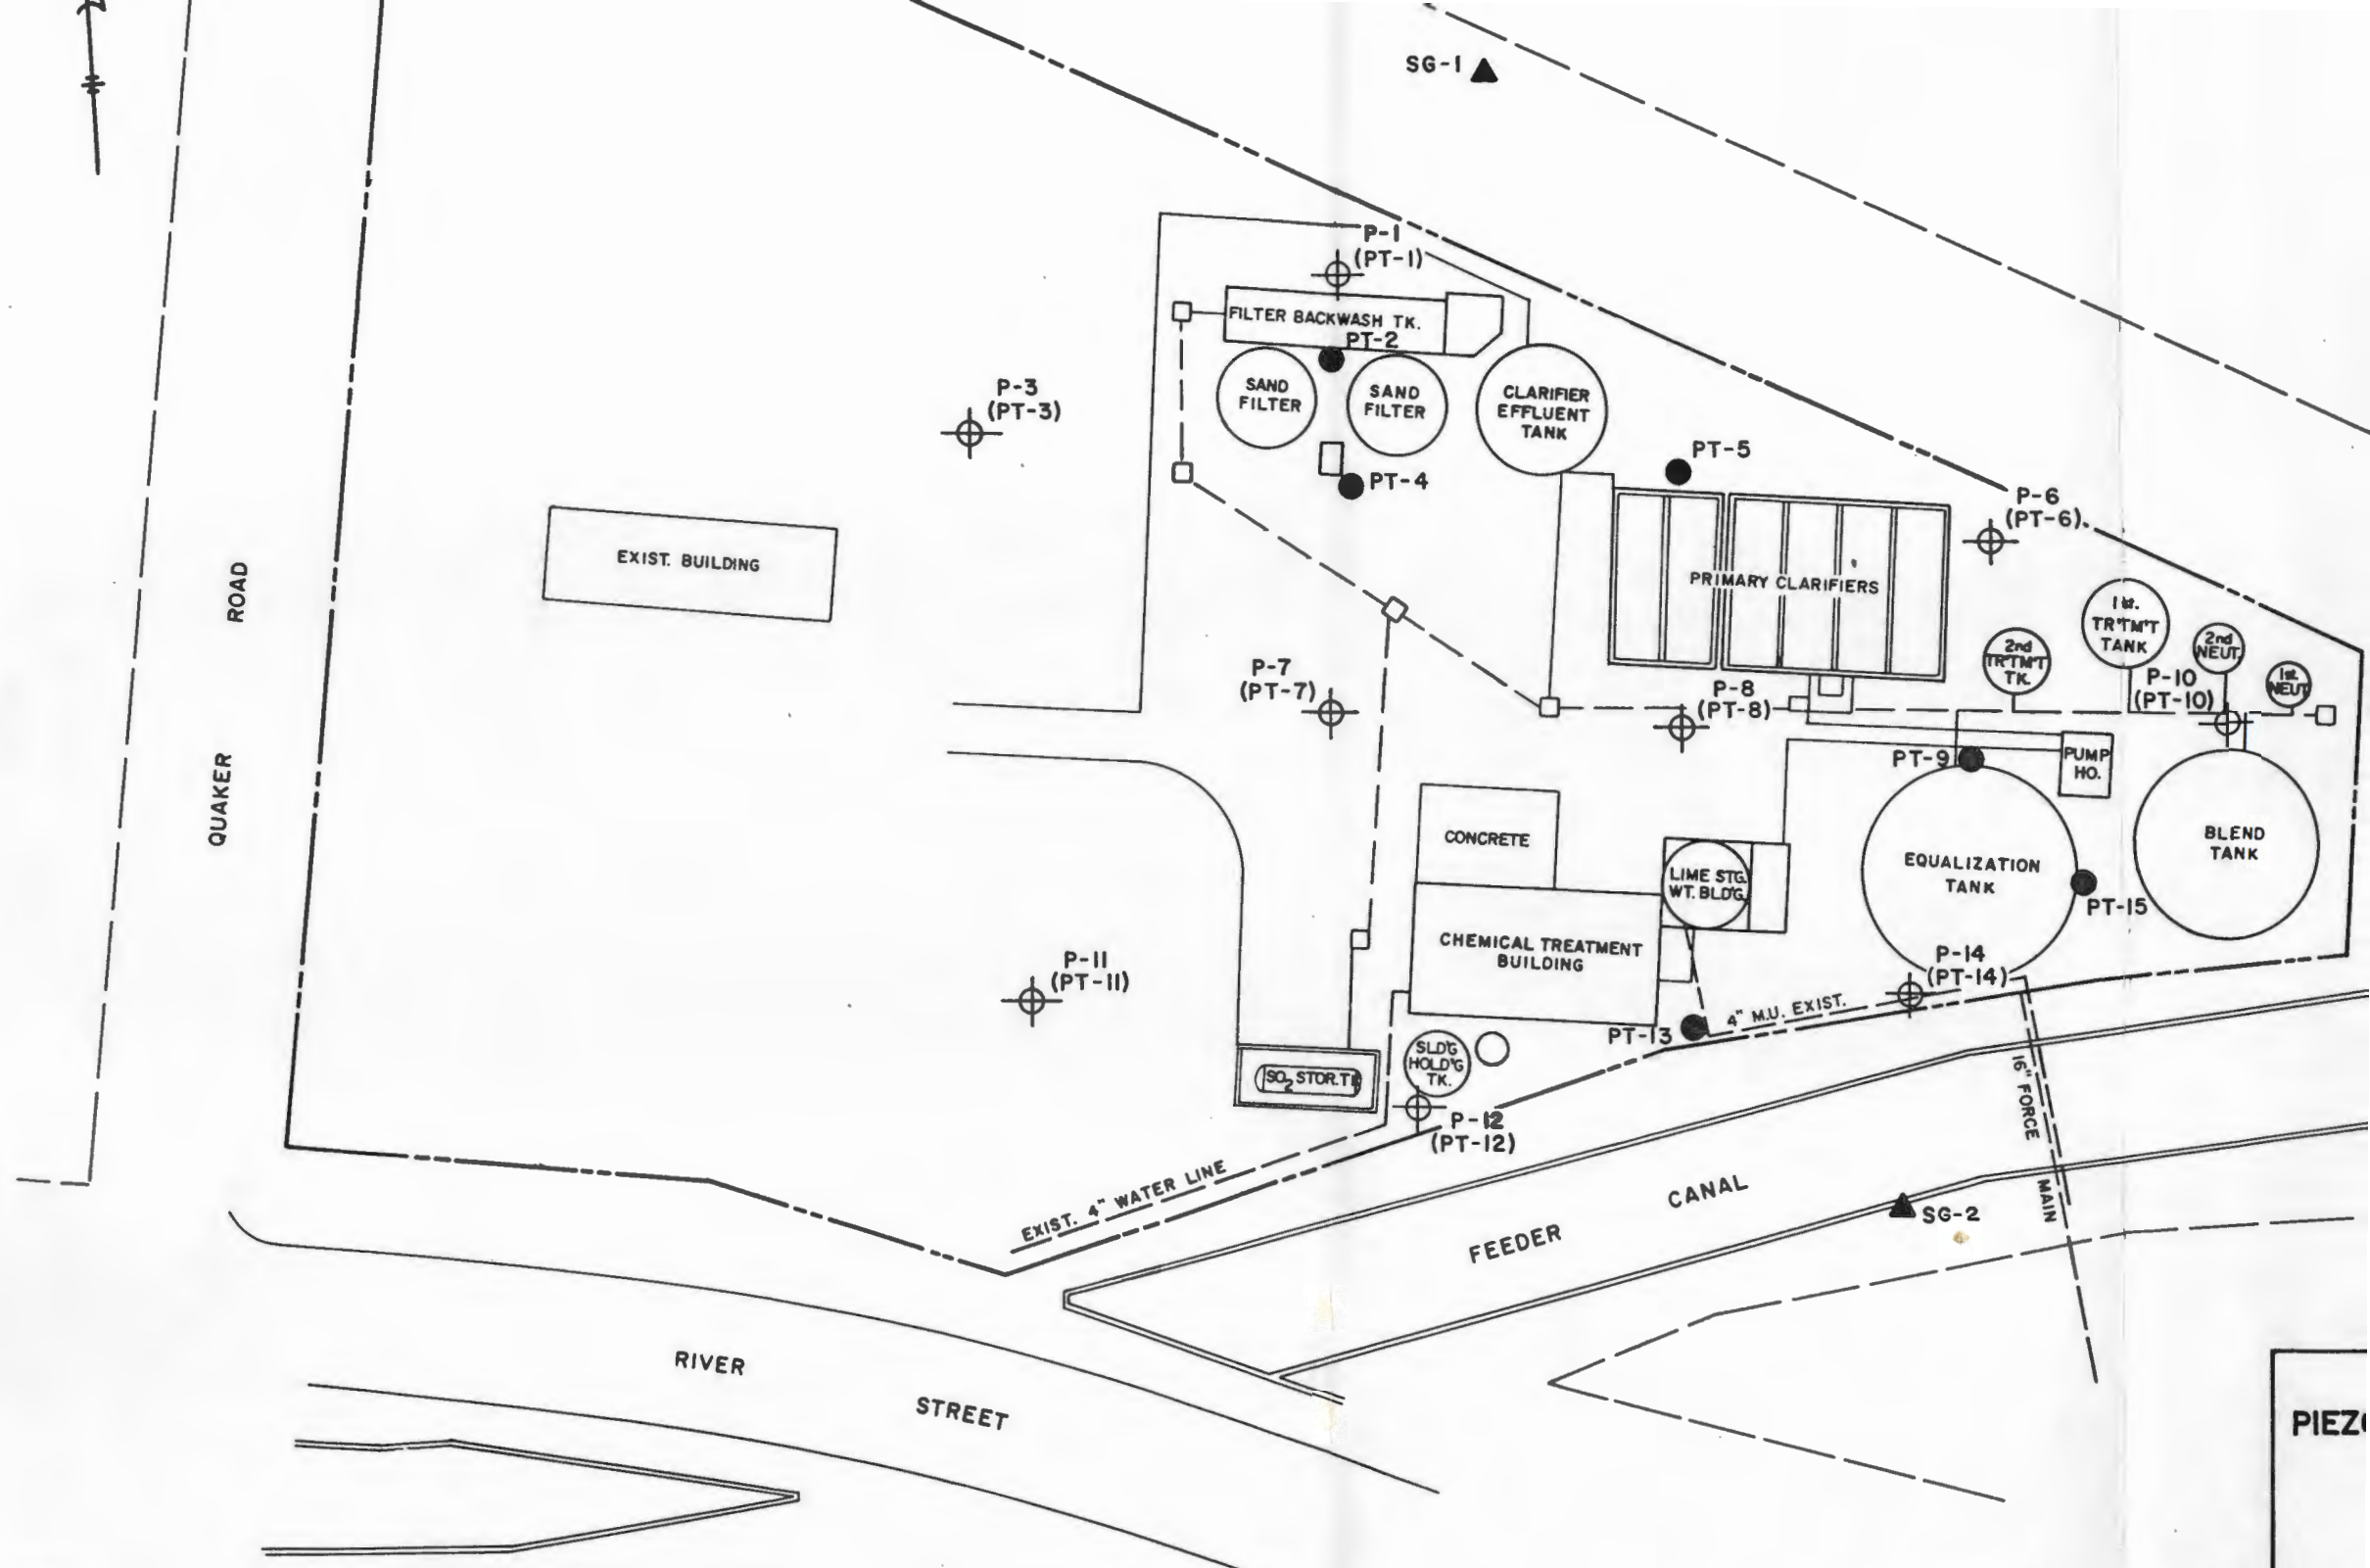 SG-1
P-1
(PT-1)
FILTER BACKWASH TK.
PT-2
SAND
FILTER
SAND
FILTER
CLARIFIER
EFFLUENT
TANK
P-3
(PT-3)
PT-4
PT-5
P-6
(PT-6)
EXIST. BUILDING
PRIMARY CLARIFIERS
1st.
TR'TM'T
TANK
2nd
TR'TM'T
TK.
2nd
NEUT.
1st.
NEUT
P-7
(PT-7)
P-8
(PT-8)
P-10
(PT-10)
QUAKER ROAD
PT-9
PUMP
HO.
CONCRETE
LIME STG.
WT. BLD'G.
EQUALIZATION
TANK
BLEND
TANK
PT-15
CHEMICAL TREATMENT
BUILDING
P-11
(PT-11)
P-14
(PT-14)
4" M.U. EXIST.
PT-13
SLD'G
HOLD'G
TK.
SO2 STOR. T
P-12
(PT-12)
16" FORCE MAIN
EXIST. 4" WATER LINE
FEEDER CANAL
SG-2
RIVER STREET
PIEZ